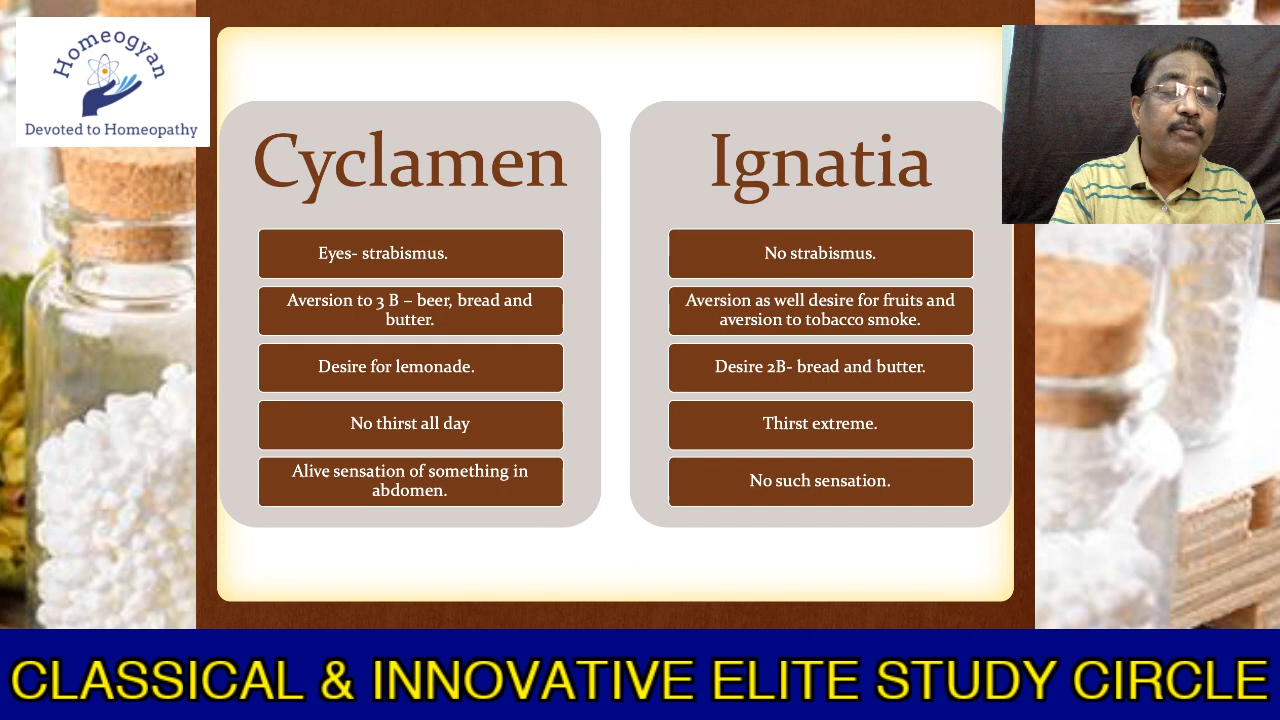 Homeogyan
Devoted to Homeopathy
Cyclamen
Eyes- strabismus.
Aversion to 3 B – beer, bread and
butter.
Desire for lemonade.
No thirst all day
Alive sensation of something in
abdomen.
Ignatia
No strabismus.
Aversion as well desire for fruits and
aversion to tobacco smoke.
Desire 2B- bread and butter.
Thirst extreme.
No such sensation.
CLASSICAL & INNOVATIVE ELITE STUDY CIRCLE